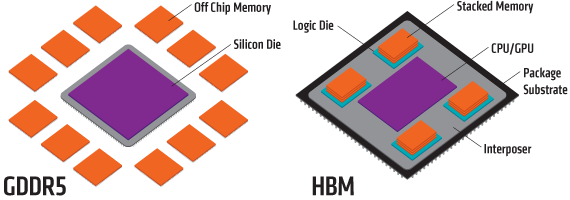 Off Chip Memory
Silicon Die
GDDR5
Stacked Memory
Logic Die
CPU/GPU
Package
Substrate
Interposer
HBM